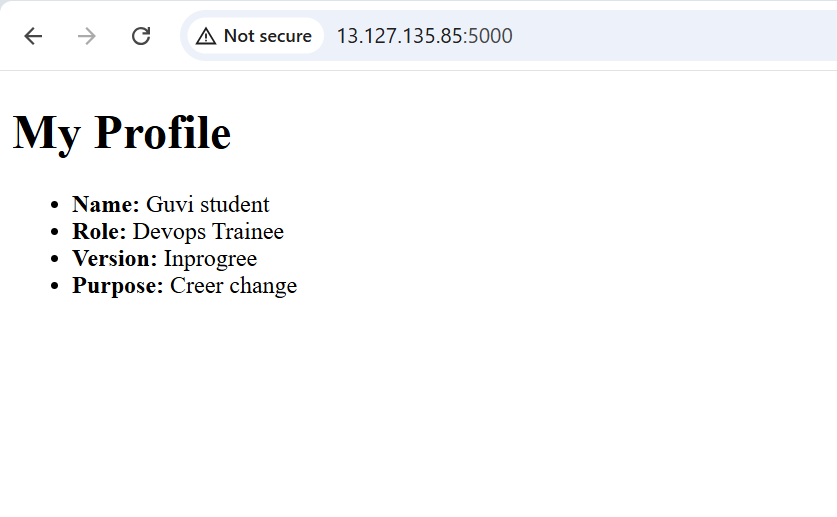 Not secure 13.127.135.85:5000
My Profile
Name: Guvi student
Role: Devops Trainee
Version: Inprogree
Purpose: Creer change